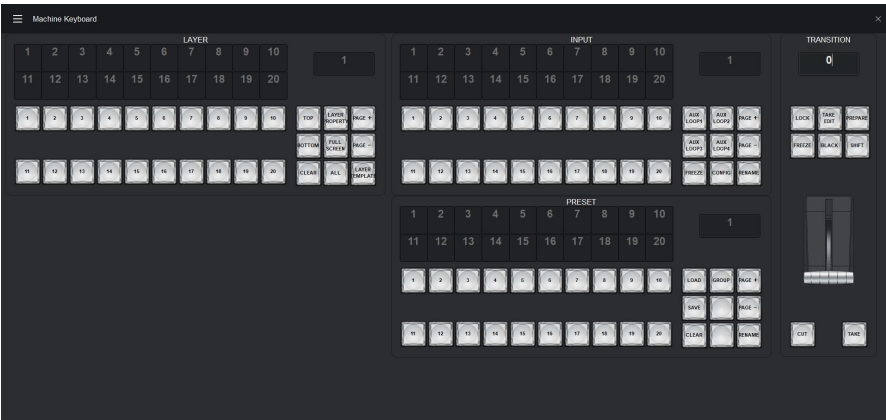 Machine Keyboard
LAYER
1 2 3 4 5 6 7 8 9 10
11 12 13 14 15 16 17 18 19 20
1
1 2 3 4 5 6 7 8 9 10
TOP LAYER PROPERTY PAGE +
BOTTOM FULL SCREEN PAGE -
11 12 13 14 15 16 17 18 19 20
CLEAR ALL LAYER TEMPLATE
INPUT
1 2 3 4 5 6 7 8 9 10
11 12 13 14 15 16 17 18 19 20
1
1 2 3 4 5 6 7 8 9 10
AUX LOOP1 AUX LOOP2 PAGE +
AUX LOOP3 AUX LOOP4 PAGE -
11 12 13 14 15 16 17 18 19 20
FREEZE CONFIG RENAME
PRESET
1 2 3 4 5 6 7 8 9 10
11 12 13 14 15 16 17 18 19 20
1
1 2 3 4 5 6 7 8 9 10
LOAD GROUP PAGE +
SAVE PAGE -
11 12 13 14 15 16 17 18 19 20
CLEAR RENAME
TRANSITION
0
LOCK TAKE EDIT PREPARE
FREEZE BLACK SHIFT
CUT TAKE